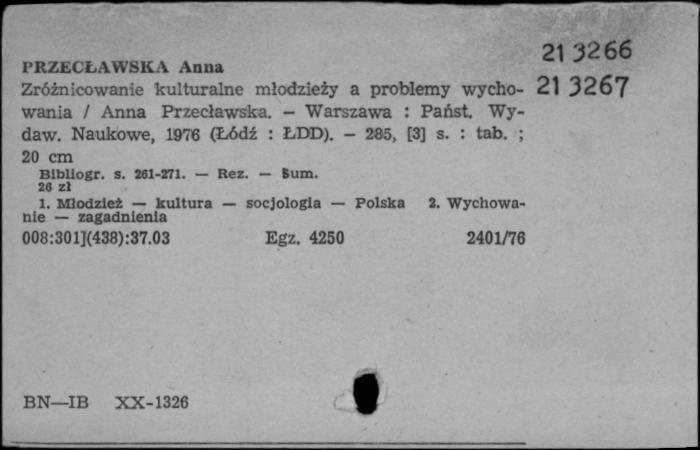 21 3266
PRZECŁAWSKA Anna
Zróżnicowanie kulturalne młodzieży a problemy wycho- 21 3267
wania / Anna Przecławska. — Warszawa : Państ. Wy-
daw. Naukowe, 1976 (Łódź : ŁDD). — 285, [3] s. : tab. ;
20 cm
Bibliogr. s. 261-271. — Rez. — Sum.
26 zł
1. Młodzież — kultura — socjologia — Polska 2. Wychowa-
nie — zagadnienia
008:301](438):37.03 Egz. 4250 2401/76
BN—IB XX-1326